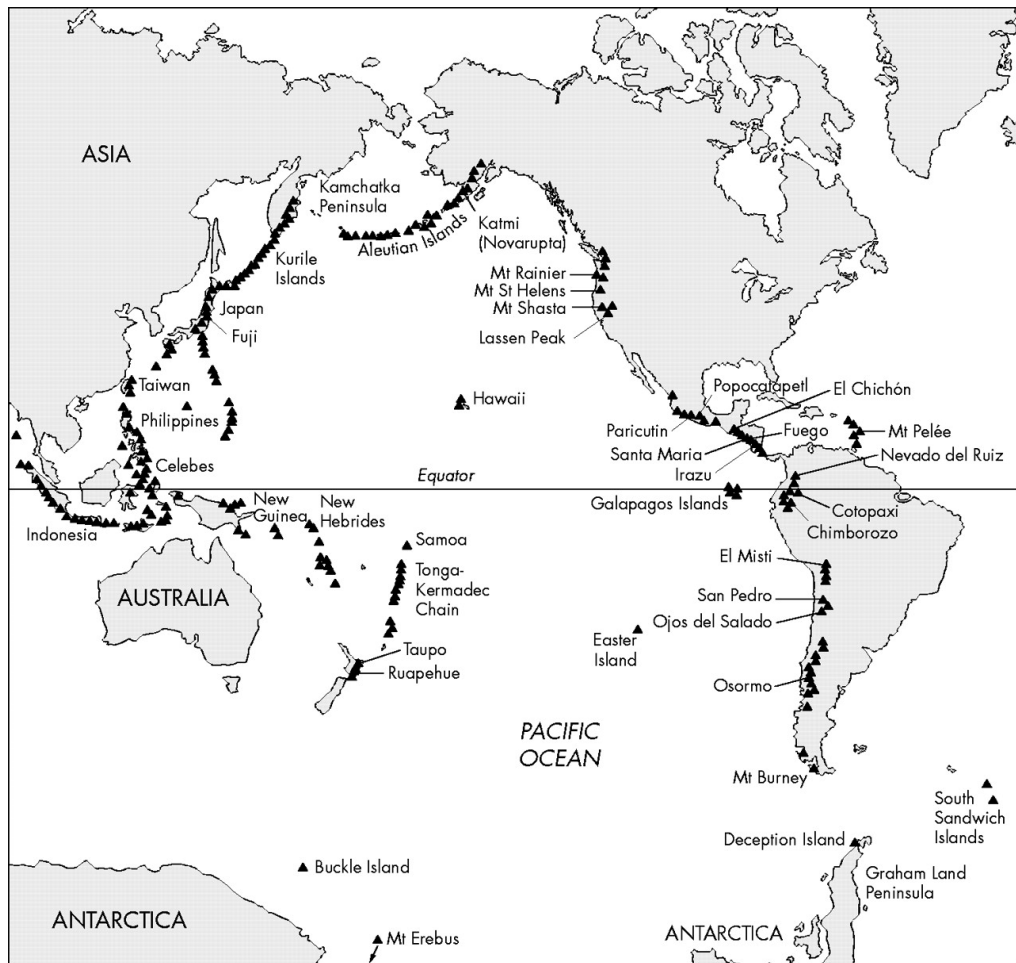 ASIA
Kamchatka
Peninsula
Aleutian Islands
Katmi
(Novarupta)
Kurile
Islands
Mt Rainier
Mt St Helens
Mt Shasta
Lassen Peak
Japan
Fuji
Taiwan
Philippines
Hawaii
Popocatapetl
El Chichón
Paricutin
Santa Maria
Fuego
Irazu
Mt Pelée
Nevado del Ruiz
Celebes
Equator
Galapagos Islands
Cotopaxi
Chimborozo
Indonesia
New
Guinea
New
Hebrides
Samoa
Tonga-
Kermadec
Chain
AUSTRALIA
El Misti
San Pedro
Ojos del Salado
Easter
Island
Taupo
Ruapehue
Osormo
PACIFIC
OCEAN
Mt Burney
South
Sandwich
Islands
Deception Island
Graham Land
Peninsula
Buckle Island
ANTARCTICA
Mt Erebus
ANTARCTICA